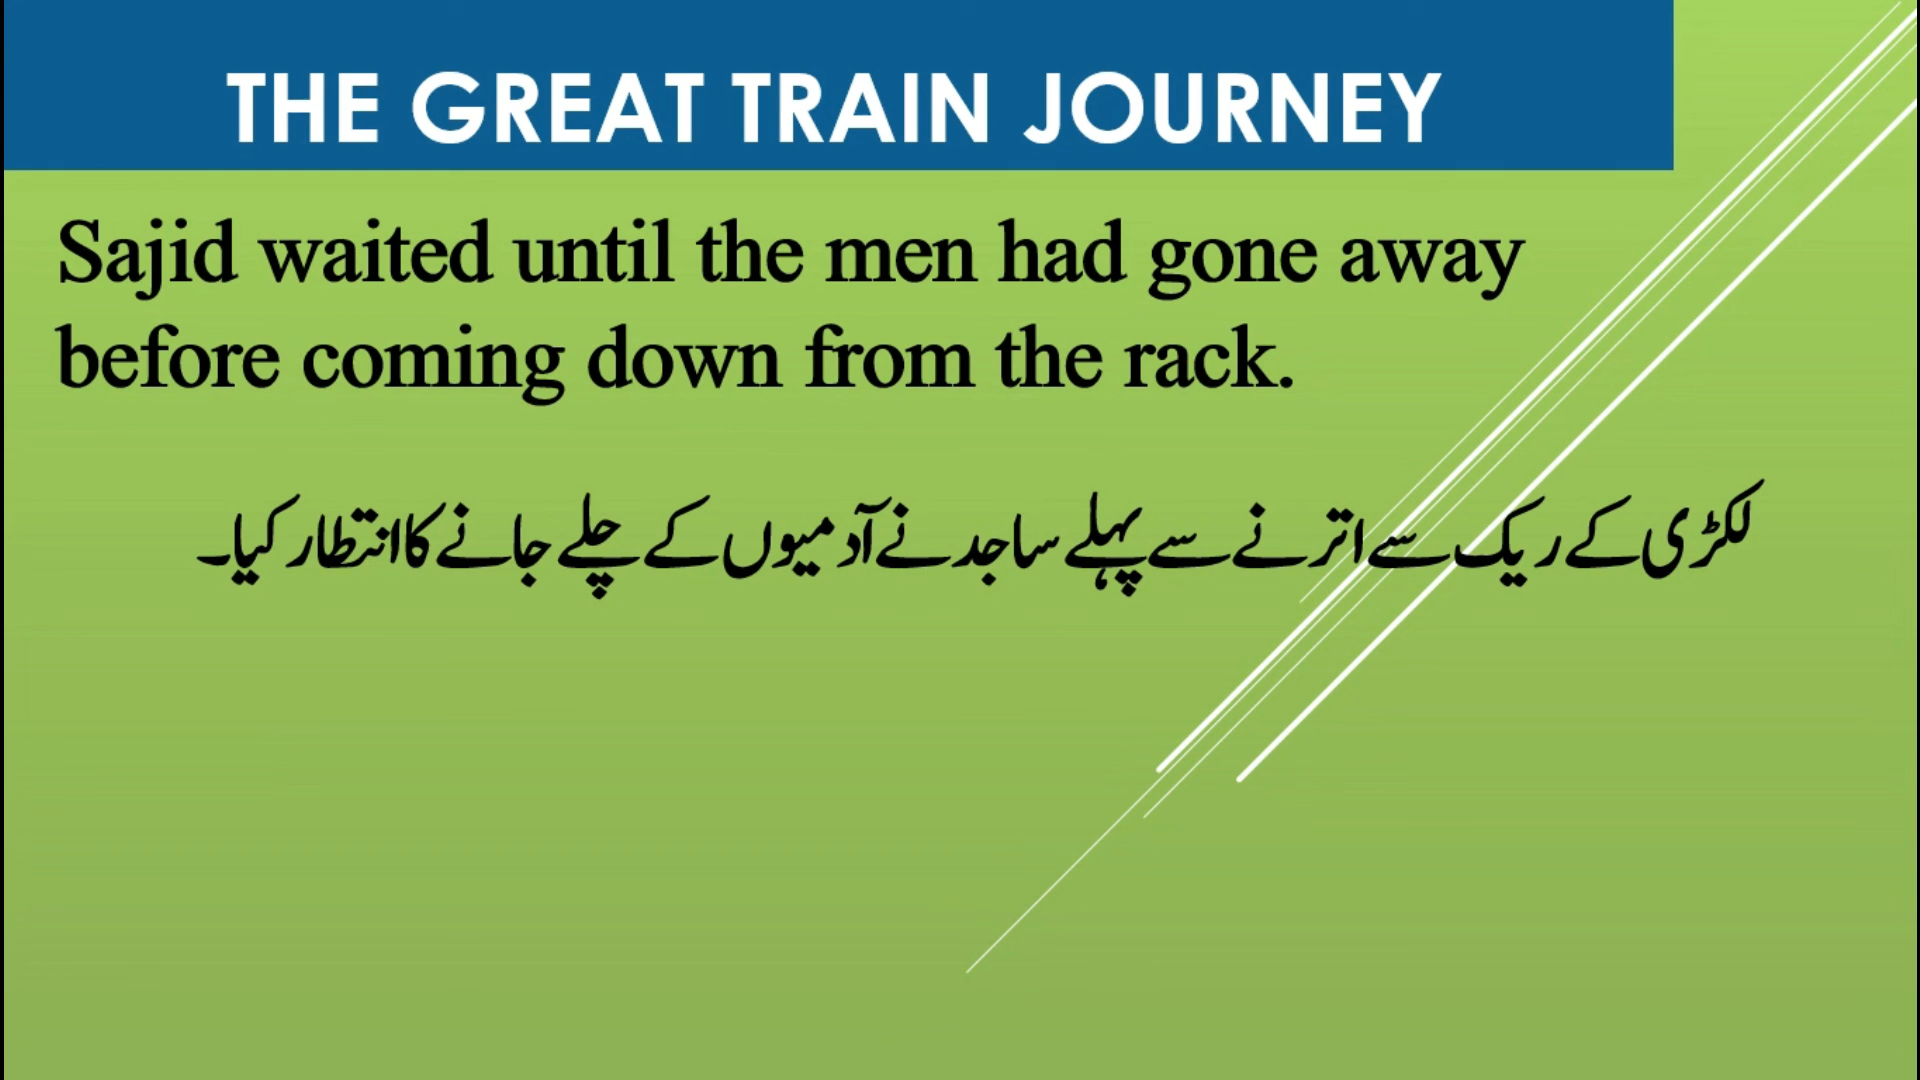 THE GREAT TRAIN JOURNEY
Sajid waited until the men had gone away
before coming down from the rack.
لکڑی کے ریک سے اترنے سے پہلے ساجد نے آدمیوں کے چلے جانے کا انتظار کیا۔